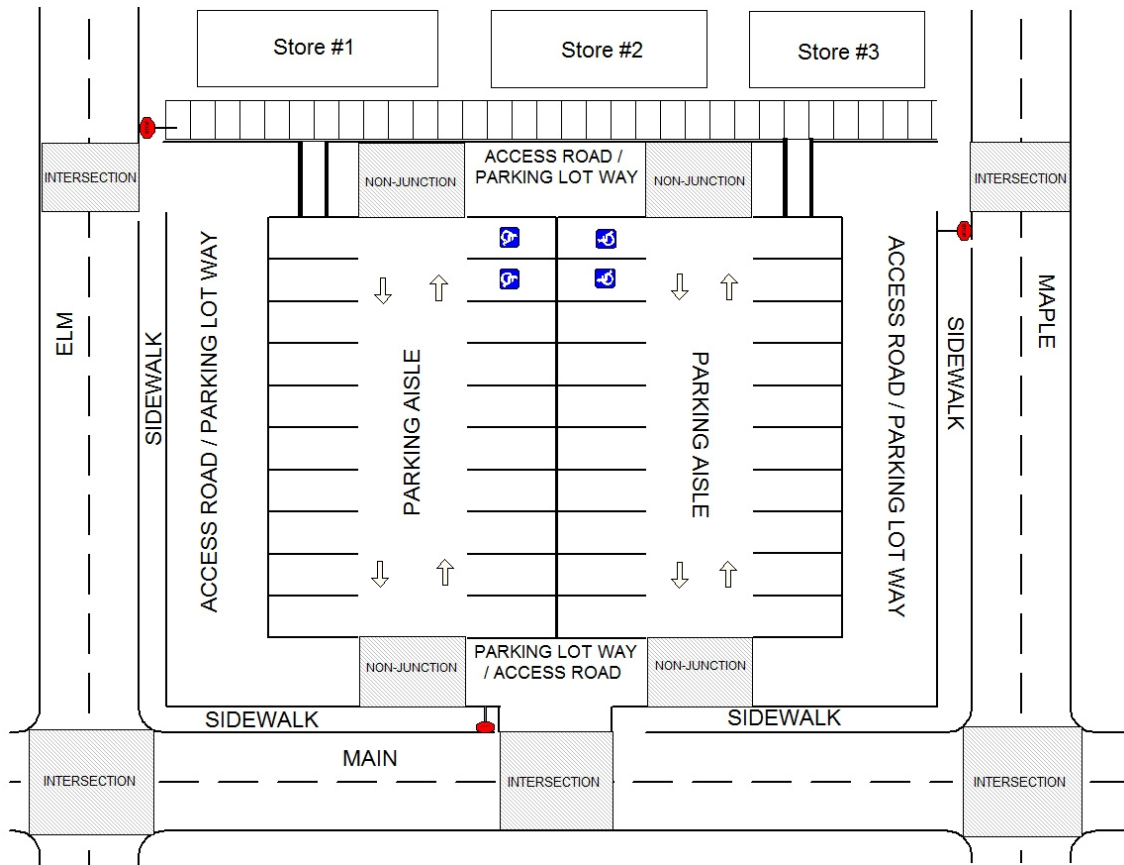 Store #1
Store #2
Store #3
INTERSECTION
NON-JUNCTION
ACCESS ROAD /
PARKING LOT WAY
NON-JUNCTION
INTERSECTION
ELM
SIDEWALK
ACCESS ROAD / PARKING LOT WAY
PARKING AISLE
PARKING AISLE
ACCESS ROAD / PARKING LOT WAY
SIDEWALK
MAPLE
NON-JUNCTION
PARKING LOT WAY
/ ACCESS ROAD
NON-JUNCTION
SIDEWALK
SIDEWALK
MAIN
INTERSECTION
INTERSECTION
INTERSECTION